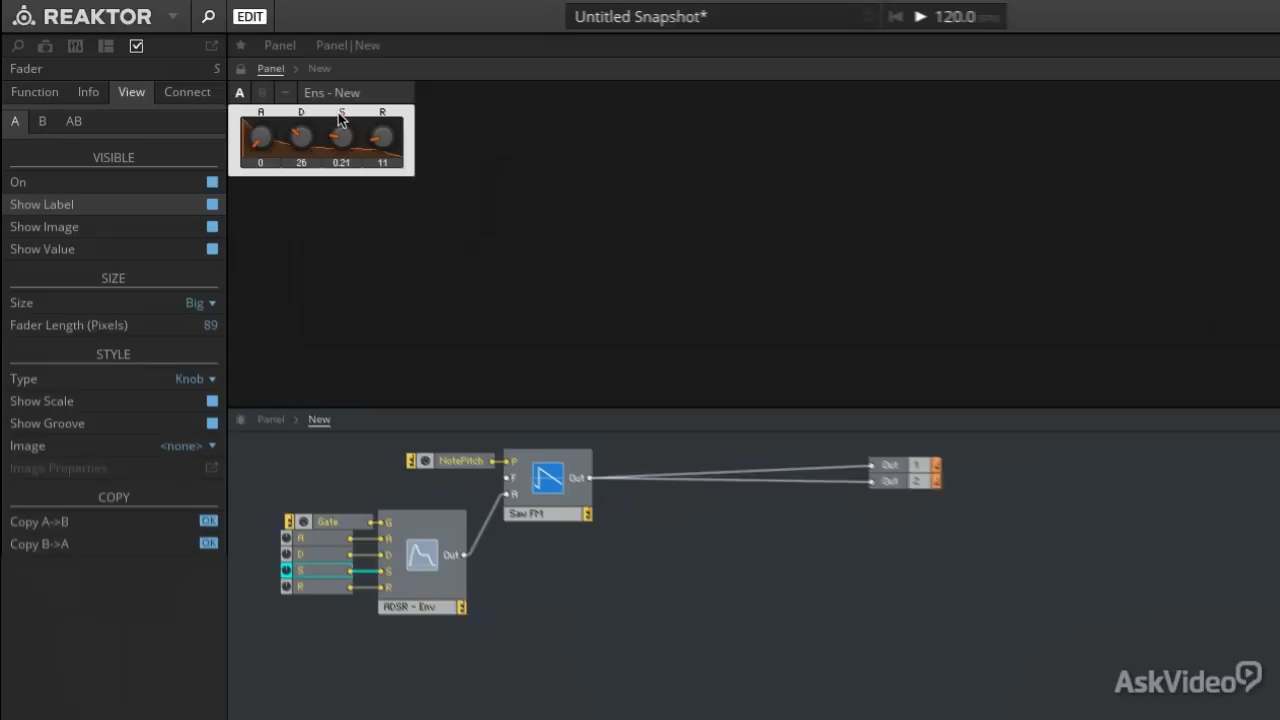 REAKTOR EDIT Untitled Snapshot* 120.0 BPM
Panel Panel|New
Fader S
Panel > New
Function Info View Connect
A B — Ens - New
A B AB
A D S R
0 26 0.21 11
VISIBLE
On
Show Label
Show Image
Show Value
SIZE
Size Big
Fader Length (Pixels) 89
STYLE
Type Knob
Show Scale
Show Groove
Image <none>
Image Properties
COPY
Copy A->B OK
Copy B->A OK
Panel > New
NotePitch P
F Out
A
Saw FM
Out 1
Out 2
Gate G
A A
D D Out
S S
R R
ADSR - Env
AskVideo